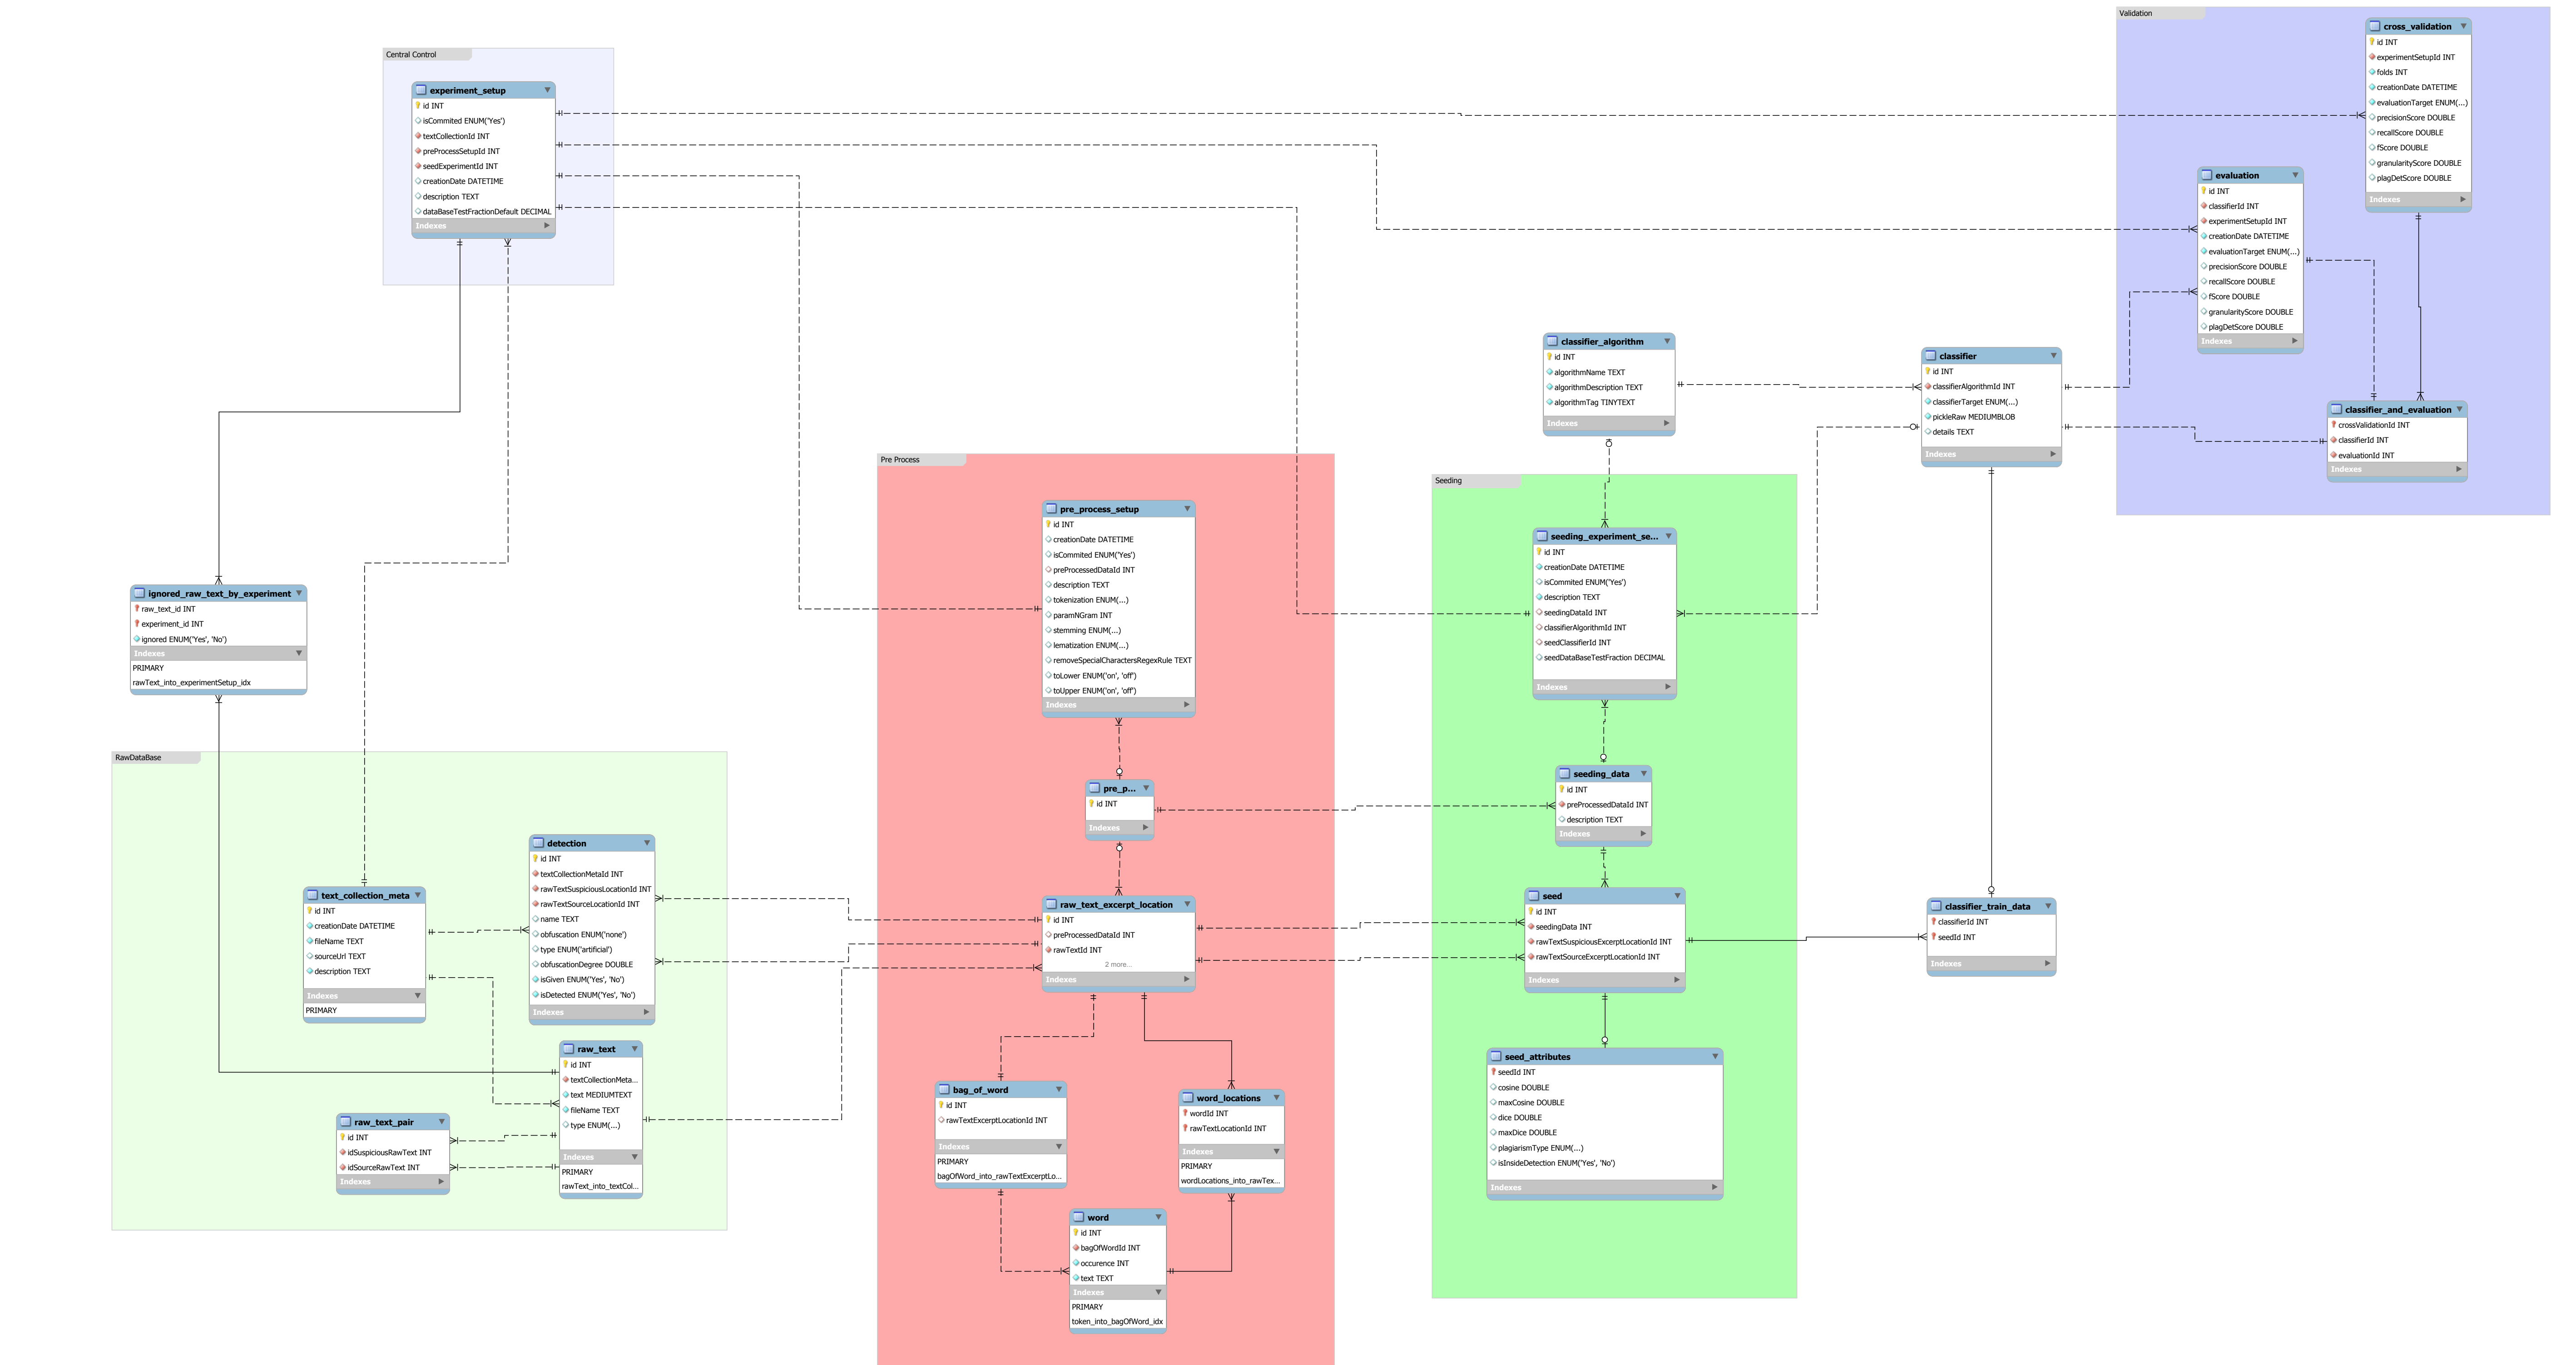 Central Control
experiment_setup
id INT
isCommited ENUM('Yes')
textCollectionId INT
preProcessSetupId INT
seedExperimentId INT
creationDate DATETIME
description TEXT
dataBaseTestFractionDefault DECIMAL
Indexes
Validation
cross_validation
id INT
experimentSetupId INT
folds INT
creationDate DATETIME
evaluationTarget ENUM(...)
precisionScore DOUBLE
recallScore DOUBLE
fScore DOUBLE
granularityScore DOUBLE
plagDetScore DOUBLE
Indexes
evaluation
id INT
classifierId INT
experimentSetupId INT
creationDate DATETIME
evaluationTarget ENUM(...)
precisionScore DOUBLE
recallScore DOUBLE
fScore DOUBLE
granularityScore DOUBLE
plagDetScore DOUBLE
Indexes
classifier_and_evaluation
crossValidationId INT
classifierId INT
evaluationId INT
Indexes
classifier_algorithm
id INT
algorithmName TEXT
algorithmDescription TEXT
algorithmTag TINYTEXT
Indexes
classifier
id INT
classifierAlgorithmId INT
classifierTarget ENUM(...)
pickleRaw MEDIUMBLOB
details TEXT
Indexes
ignored_raw_text_by_experiment
raw_text_id INT
experiment_id INT
ignored ENUM('Yes', 'No')
Indexes
PRIMARY
rawText_into_experimentSetup_idx
Pre Process
pre_process_setup
id INT
creationDate DATETIME
isCommited ENUM('Yes')
preProcessedDataId INT
description TEXT
tokenization ENUM(...)
paramNGram INT
stemming ENUM(...)
lematization ENUM(...)
removeSpecialCharactersRegexRule TEXT
toLower ENUM('on', 'off')
toUpper ENUM('on', 'off')
Indexes
pre_p...
id INT
Indexes
raw_text_excerpt_location
id INT
preProcessedDataId INT
rawTextId INT
2 more...
Indexes
bag_of_word
id INT
rawTextExcerptLocationId INT
Indexes
PRIMARY
bagOfWord_into_rawTextExcerptLo...
word_locations
wordId INT
rawTextLocationId INT
Indexes
PRIMARY
wordLocations_into_rawTex...
word
id INT
bagOfWordId INT
occurence INT
text TEXT
Indexes
PRIMARY
token_into_bagOfWord_idx
Seeding
seeding_experiment_se...
id INT
creationDate DATETIME
isCommited ENUM('Yes')
description TEXT
seedingDataId INT
classifierAlgorithmId INT
seedClassifierId INT
seedDataBaseTestFraction DECIMAL
Indexes
seeding_data
id INT
preProcessedDataId INT
description TEXT
Indexes
seed
id INT
seedingData INT
rawTextSuspiciousExcerptLocationId INT
rawTextSourceExcerptLocationId INT
Indexes
seed_attributes
seedId INT
cosine DOUBLE
maxCosine DOUBLE
dice DOUBLE
maxDice DOUBLE
plagiarismType ENUM(...)
isInsideDetection ENUM('Yes', 'No')
Indexes
classifier_train_data
classifierId INT
seedId INT
Indexes
RawDataBase
text_collection_meta
id INT
creationDate DATETIME
fileName TEXT
sourceUrl TEXT
description TEXT
Indexes
PRIMARY
detection
id INT
textCollectionMetaId INT
rawTextSuspiciousLocationId INT
rawTextSourceLocationId INT
name TEXT
obfuscation ENUM('none')
type ENUM('artificial')
obfuscationDegree DOUBLE
isGiven ENUM('Yes', 'No')
isDetected ENUM('Yes', 'No')
Indexes
raw_text
id INT
textCollectionMeta...
text MEDIUMTEXT
fileName TEXT
type ENUM(...)
Indexes
PRIMARY
rawText_into_textCol...
raw_text_pair
id INT
idSuspiciousRawText INT
idSourceRawText INT
Indexes